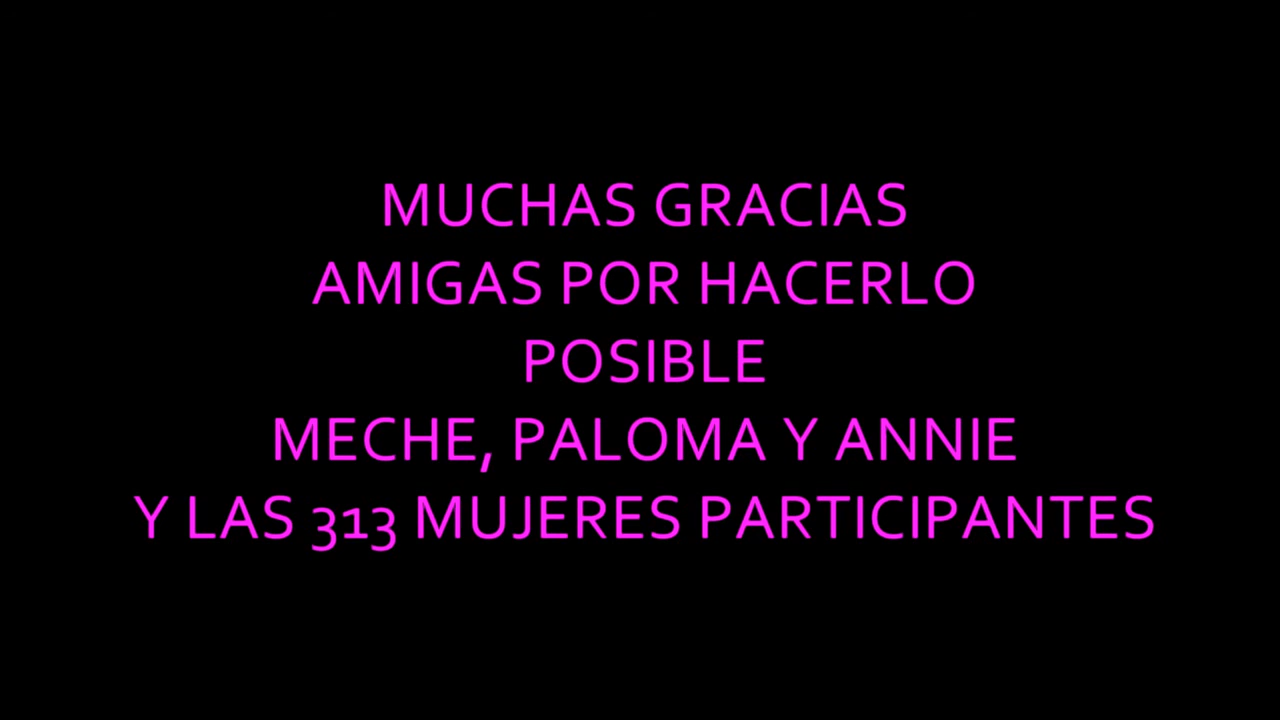 MUCHAS GRACIAS
AMIGAS POR HACERLO
POSIBLE
MECHE, PALOMA Y ANNIE
Y LAS 313 MUJERES PARTICIPANTES